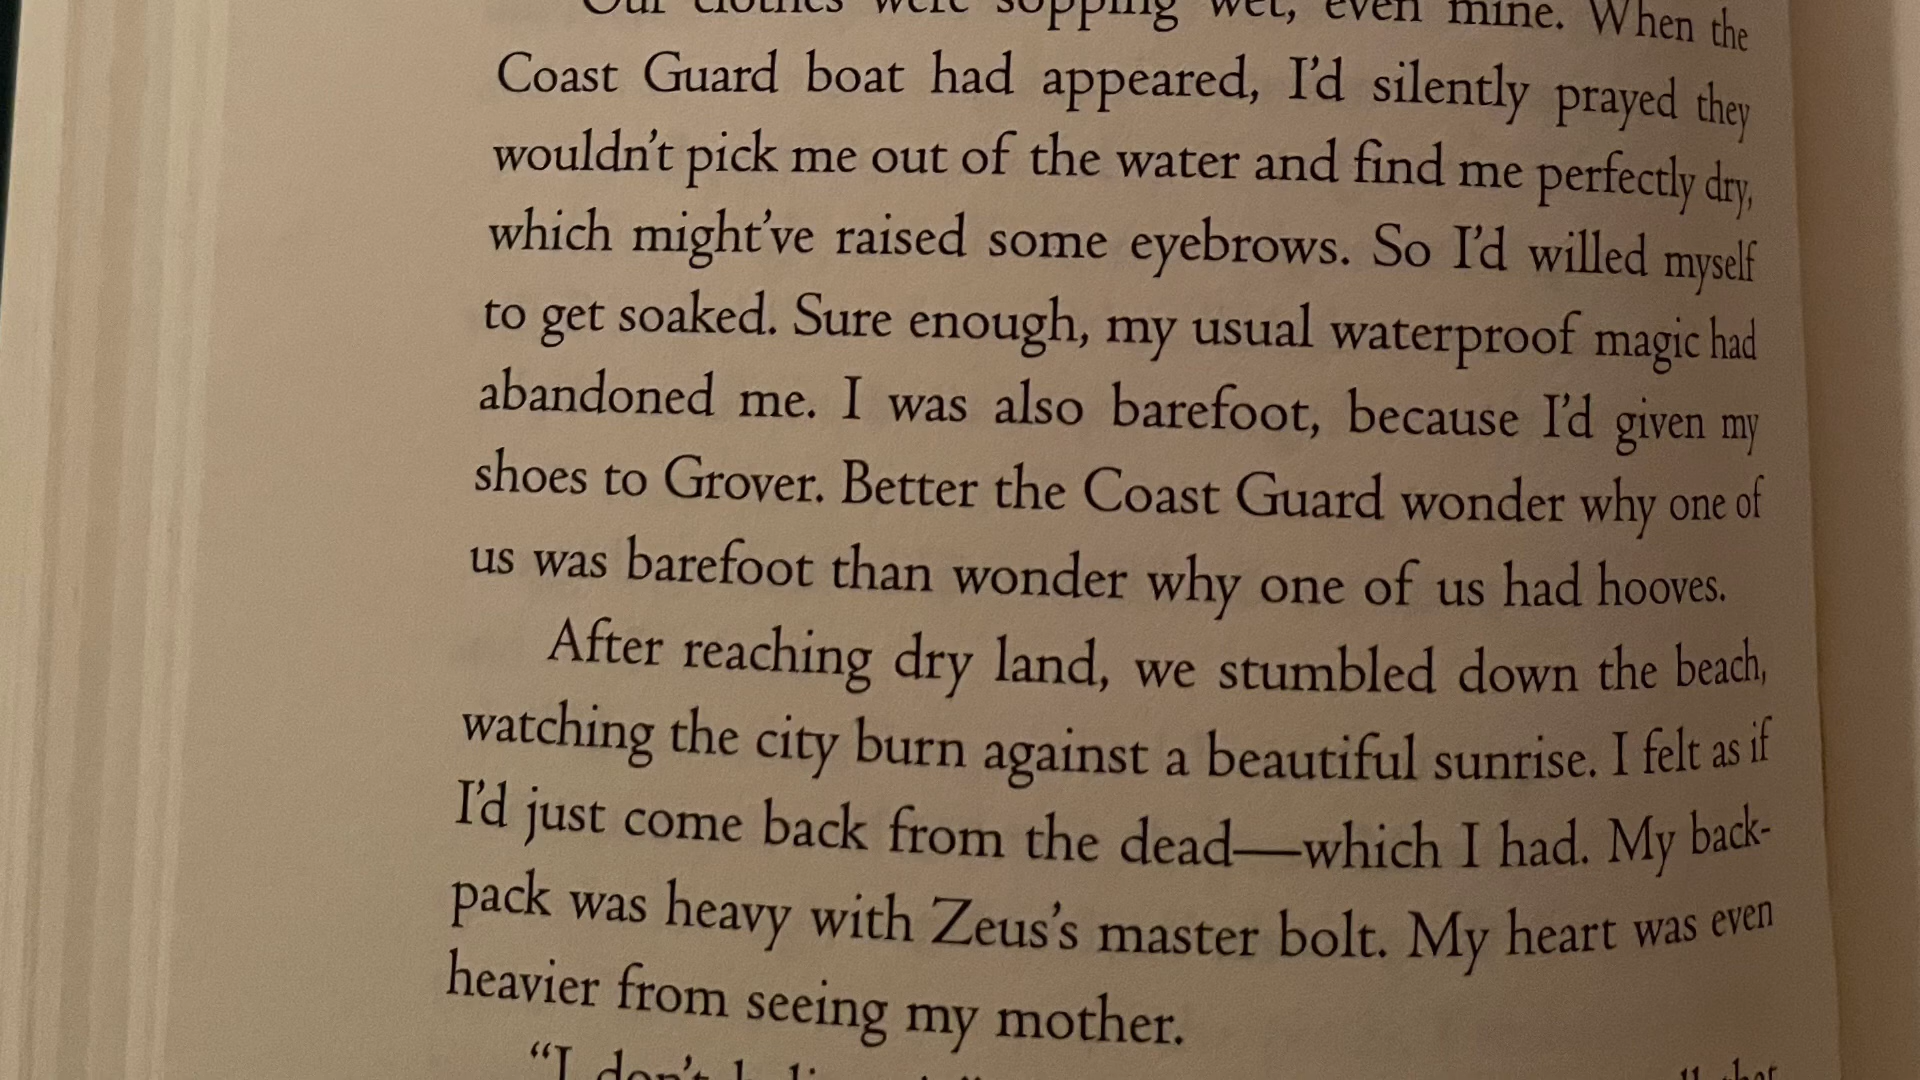 Our clothes were sopping wet, even mine. When the
Coast Guard boat had appeared, I'd silently prayed they
wouldn't pick me out of the water and find me perfectly dry,
which might've raised some eyebrows. So I'd willed myself
to get soaked. Sure enough, my usual waterproof magic had
abandoned me. I was also barefoot, because I'd given my
shoes to Grover. Better the Coast Guard wonder why one of
us was barefoot than wonder why one of us had hooves.
After reaching dry land, we stumbled down the beach,
watching the city burn against a beautiful sunrise. I felt as if
I'd just come back from the dead—which I had. My back-
pack was heavy with Zeus's master bolt. My heart was even
heavier from seeing my mother.
“I don't